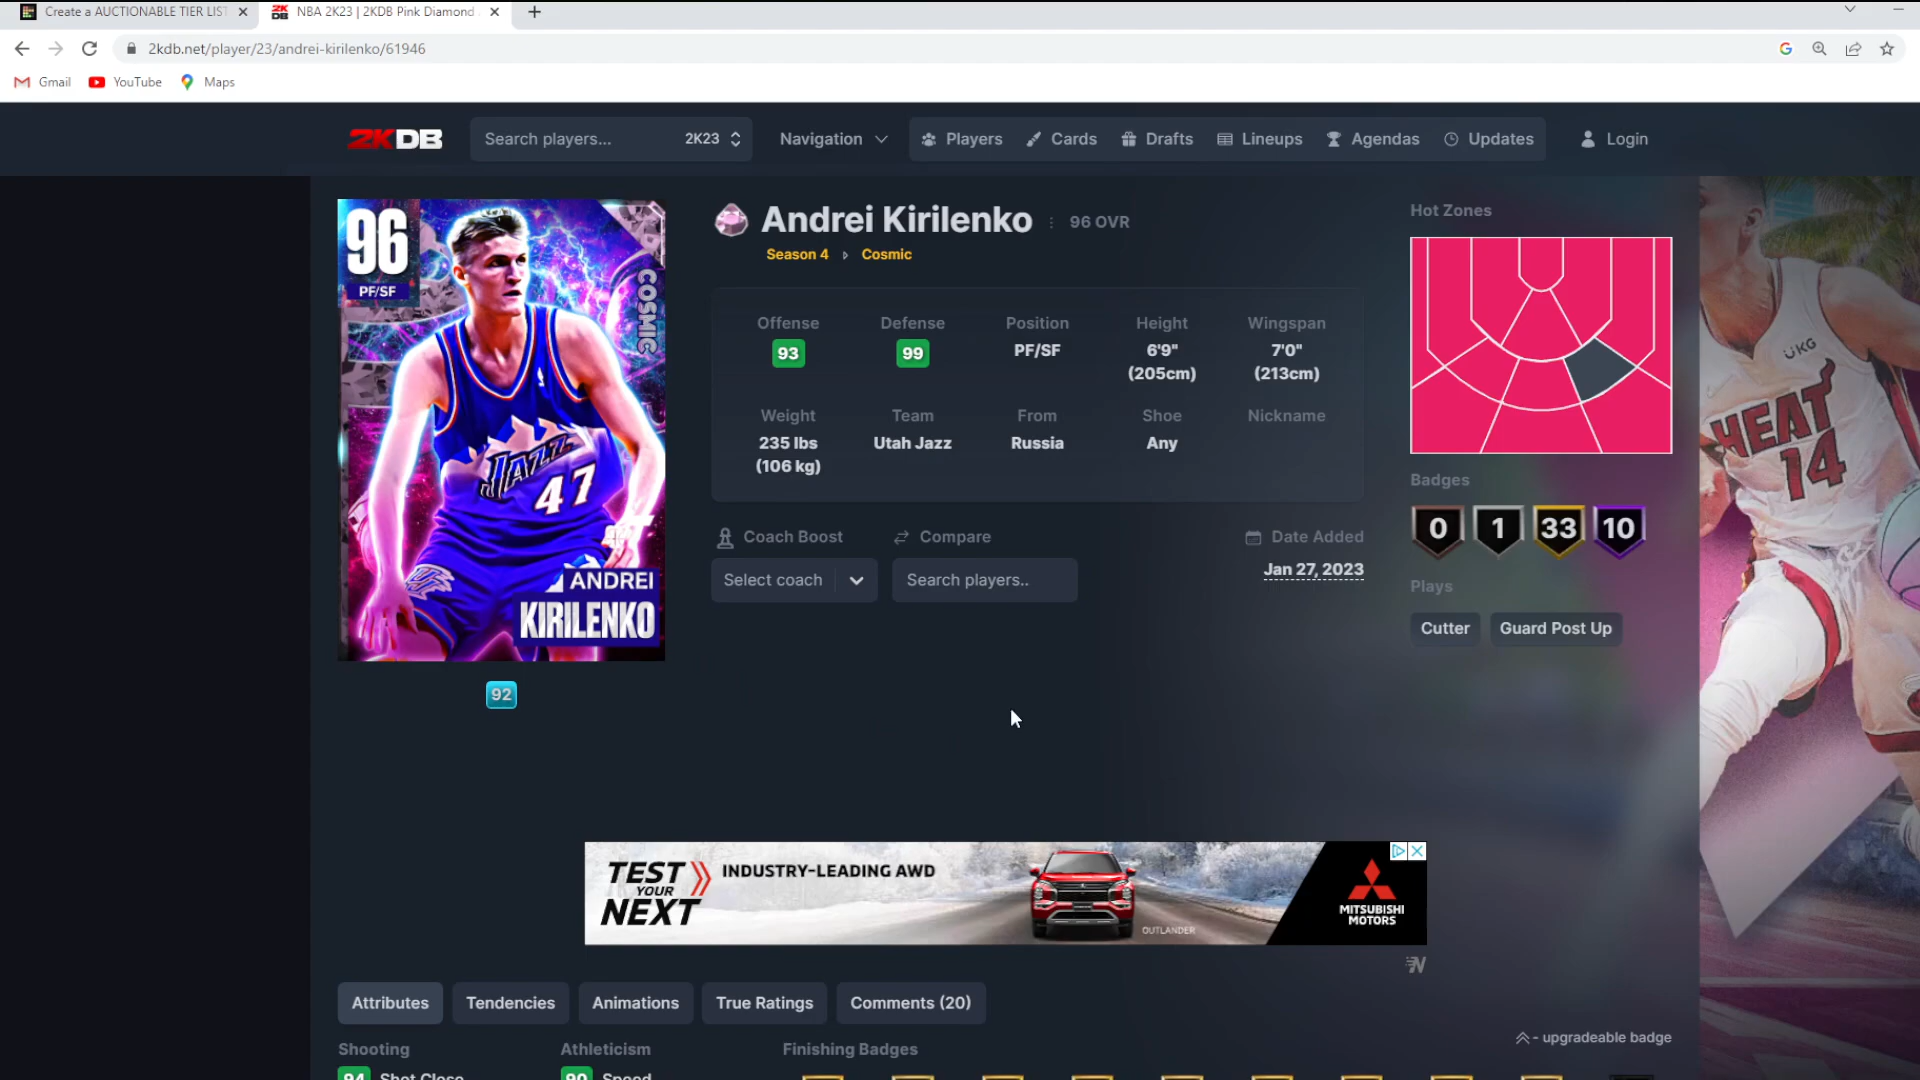 Create a AUCTIONABLE TIER LIST
NBA 2K23 | 2KDB Pink Diamond
2kdb.net/player/23/andrei-kirilenko/61946
Gmail YouTube Maps
2KDB Search players... 2K23 Navigation Players Cards Drafts Lineups Agendas Updates Login
96
PF/SF
COSMIC
JAZZ
47
ANDREI
KIRILENKO
92
Andrei Kirilenko : 96 OVR
Season 4 Cosmic
Offense Defense Position Height Wingspan
93 99 PF/SF 6'9" 7'0"
(205cm) (213cm)
Weight Team From Shoe Nickname
235 lbs Utah Jazz Russia Any
(106 kg)
Coach Boost Compare Date Added
Select coach Search players.. Jan 27, 2023
Hot Zones
Badges
0 1 33 10
Plays
Cutter Guard Post Up
UKG
HEAT
14
TEST
YOUR
NEXT
INDUSTRY-LEADING AWD
OUTLANDER
MITSUBISHI
MOTORS
Attributes Tendencies Animations True Ratings Comments (20)
- upgradeable badge
Shooting Athleticism Finishing Badges
94 Shot Close 90 Speed